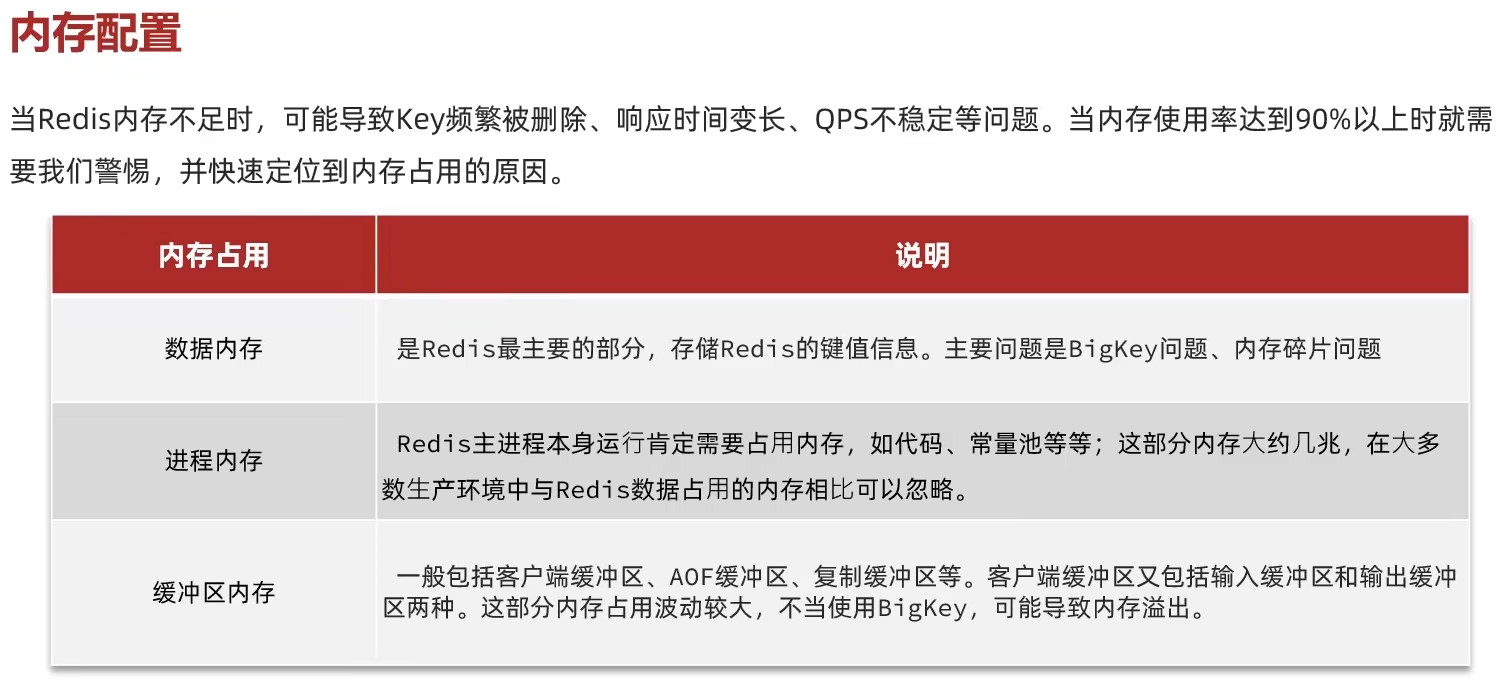 内存配置
当Redis内存不足时，可能导致Key频繁被删除、响应时间变长、QPS不稳定等问题。当内存使用率达到90%以上时就需
要我们警惕，并快速定位到内存占用的原因。
内存占用
说明
数据内存
是Redis最主要的部分，存储Redis的键值信息。主要问题是BigKey问题、内存碎片问题
进程内存
Redis主进程本身运⾏肯定需要占⽤内存，如代码、常量池等等；这部分内存⼤约⼏兆，在⼤多
数⽣产环境中与Redis数据占⽤的内存相⽐可以忽略。
缓冲区内存
一般包括客户端缓冲区、AOF缓冲区、复制缓冲区等。客户端缓冲区又包括输入缓冲区和输出缓冲
区两种。这部分内存占用波动较大，不当使用BigKey，可能导致内存溢出。